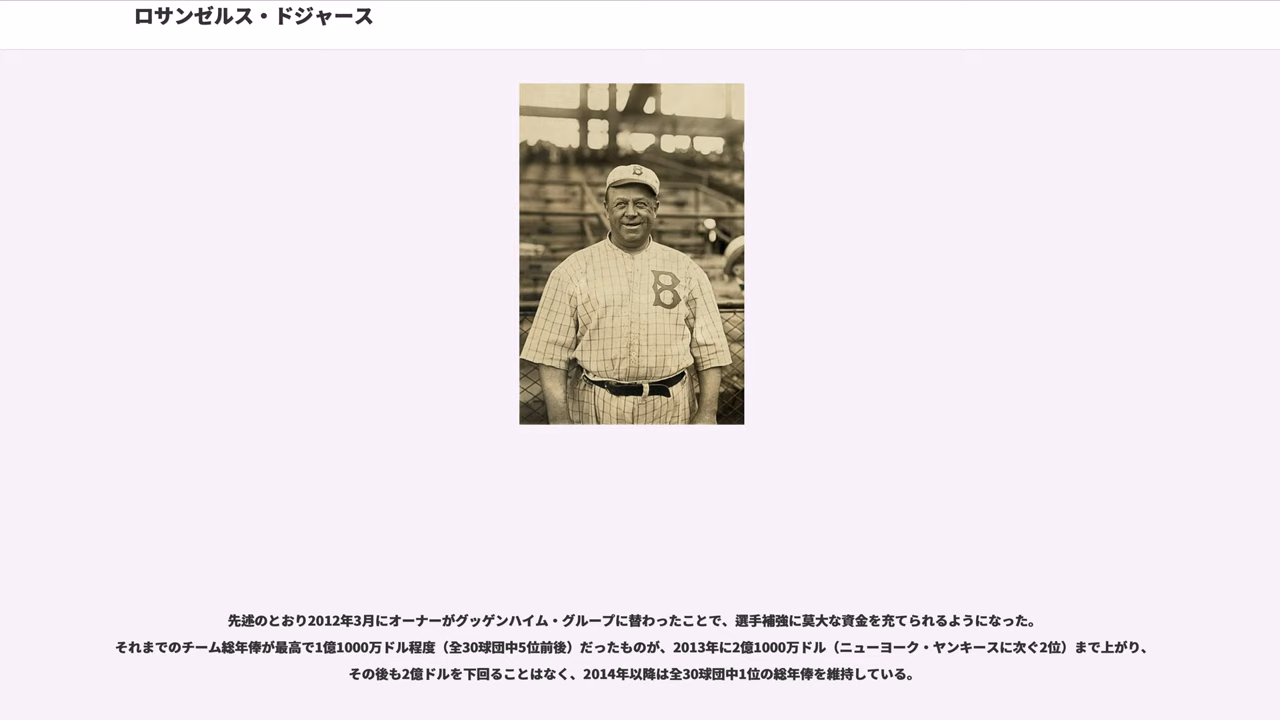 ロサンゼルス・ドジャース
B
B
先述のとおり2012年3月にオーナーがグッゲンハイム・グループに替わったことで、選手補強に莫大な資金を充てられるようになった。
それまでのチーム総年俸が最高で1億1000万ドル程度（全30球団中5位前後）だったものが、2013年に2億1000万ドル（ニューヨーク・ヤンキースに次ぐ2位）まで上がり、
その後も2億ドルを下回ることはなく、2014年以降は全30球団中1位の総年俸を維持している。